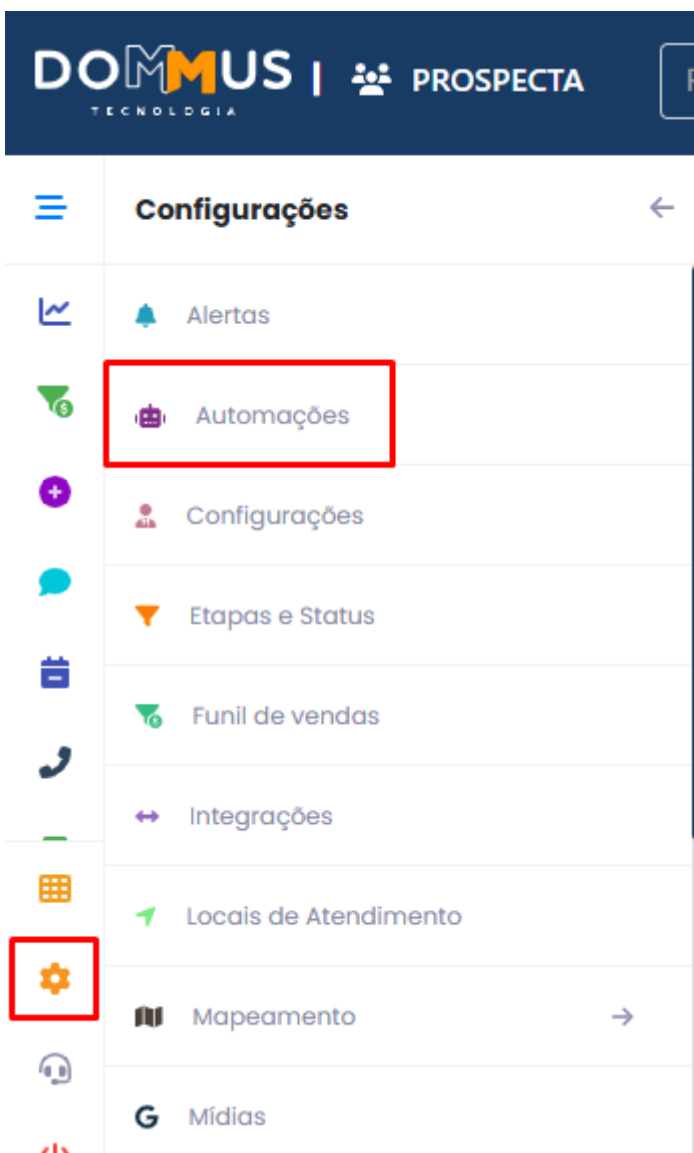 DOMMUS | PROSPECTA
TECNOLOGIA
Configurações
Alertas
Automações
Configurações
Etapas e Status
Funil de vendas
Integrações
Locais de Atendimento
Mapeamento
G Mídias